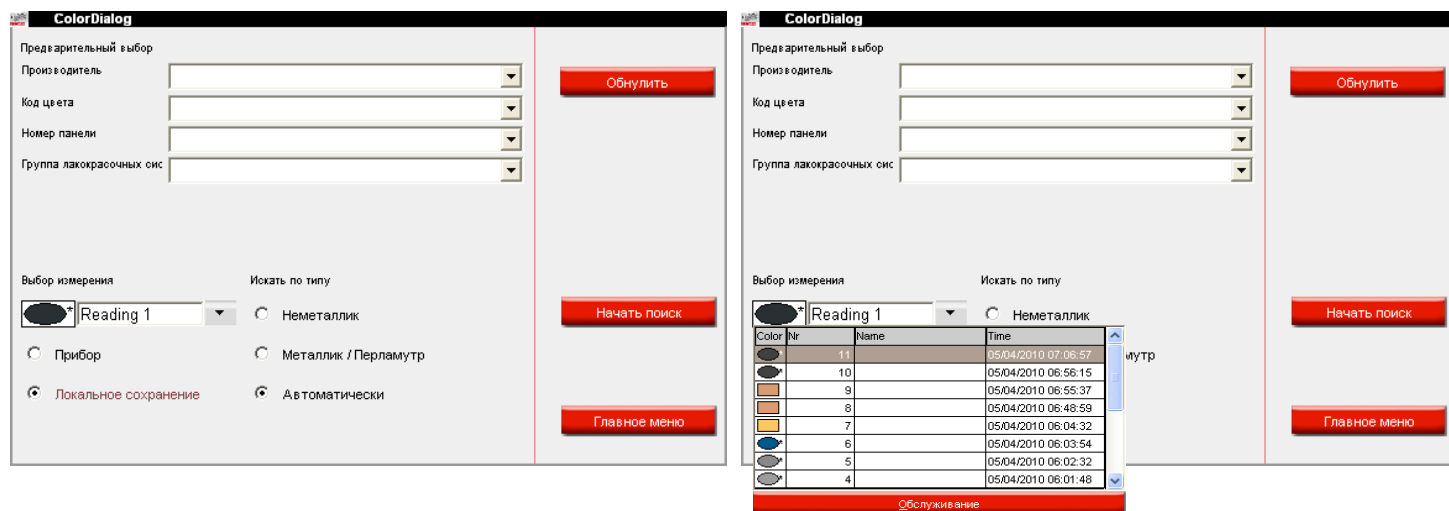 ColorDialog
Предварительный выбор
Производитель
Код цвета
Номер панели
Группа лакокрасочных сис
Обнулить
Выбор измерения
Искать по типу
* Reading 1
Неметаллик
Начать поиск
Прибор
Металлик / Перламутр
Локальное сохранение
Автоматически
Главное меню
ColorDialog
Предварительный выбор
Производитель
Код цвета
Номер панели
Группа лакокрасочных сис
Обнулить
Выбор измерения
Искать по типу
* Reading 1
Неметаллик
Начать поиск
Color Nr Name Time
* 11 05/04/2010 07:06:57
мутр
* 10 05/04/2010 06:56:15
9 05/04/2010 06:55:37
8 05/04/2010 06:48:59
7 05/04/2010 06:04:32
* 6 05/04/2010 06:03:54
* 5 05/04/2010 06:02:32
* 4 05/04/2010 06:01:48
Главное меню
Обслуживание